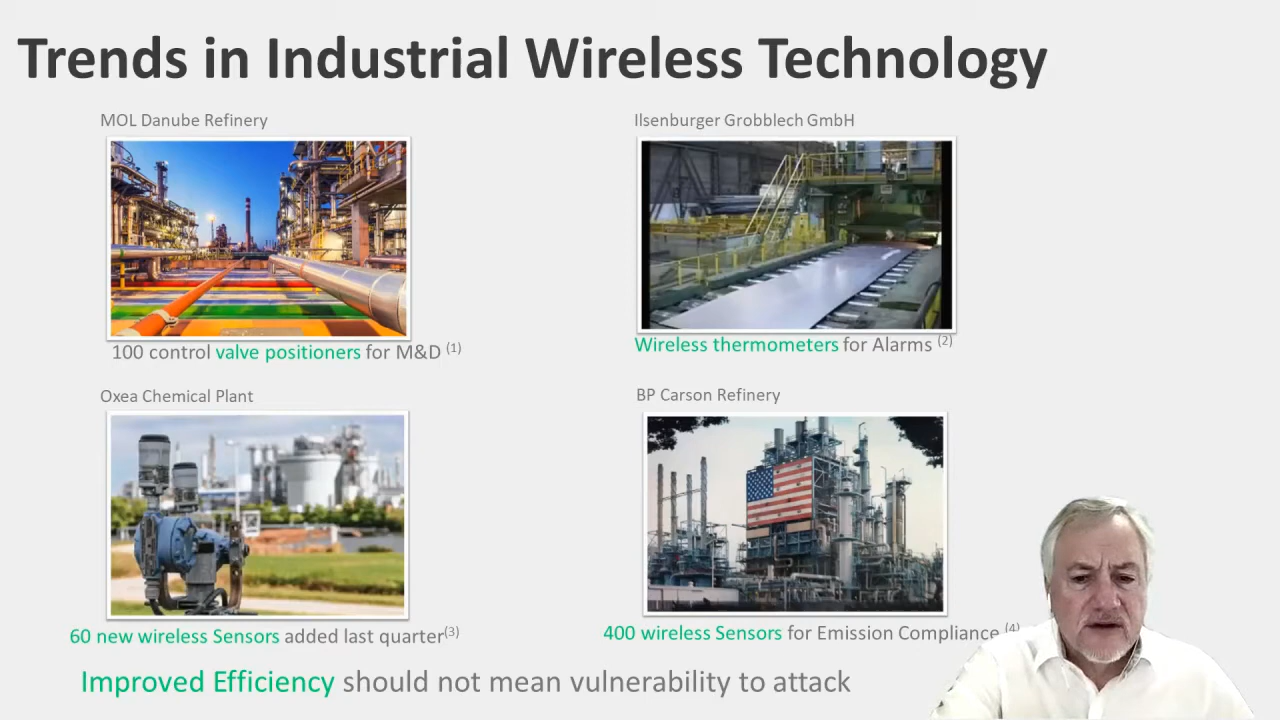 Trends in Industrial Wireless Technology
MOL Danube Refinery
Ilsenburger Grobblech GmbH
100 control valve positioners for M&D (1)
Wireless thermometers for Alarms (2)
Oxea Chemical Plant
BP Carson Refinery
60 new wireless Sensors added last quarter(3)
400 wireless Sensors for Emission Compliance (4)
Improved Efficiency should not mean vulnerability to attack